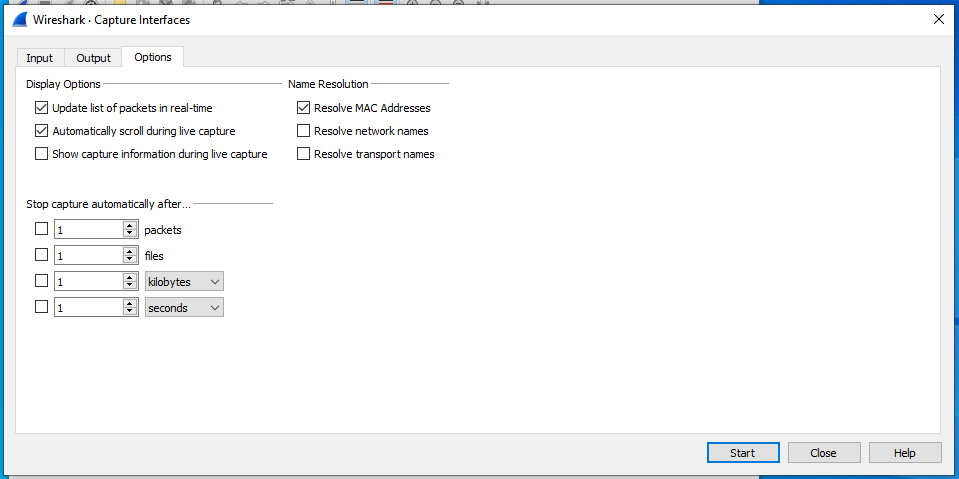 Wireshark · Capture Interfaces
Input Output Options
Display Options
Update list of packets in real-time
Automatically scroll during live capture
Show capture information during live capture
Name Resolution
Resolve MAC Addresses
Resolve network names
Resolve transport names
Stop capture automatically after...
1 packets
1 files
1 kilobytes
1 seconds
Start Close Help